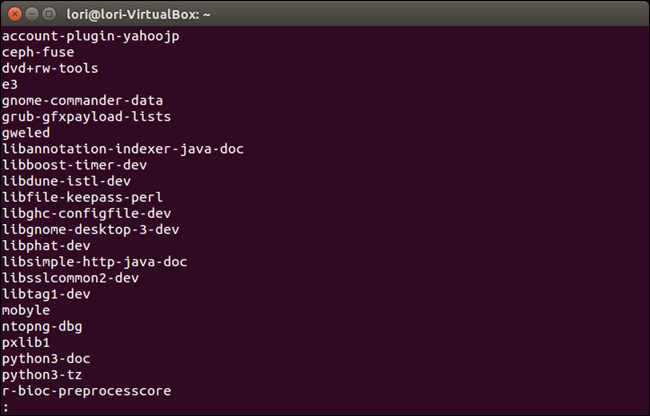 lori@lori-VirtualBox: ~
account-plugin-yahoojp
ceph-fuse
dvd+rw-tools
e3
gnome-commander-data
grub-gfxpayload-lists
gweled
libannotation-indexer-java-doc
libboost-timer-dev
libdune-istl-dev
libfile-keepass-perl
libghc-configfile-dev
libgnome-desktop-3-dev
libphat-dev
libsimple-http-java-doc
libsslcommon2-dev
libtag1-dev
mobyle
ntopng-dbg
pxlib1
python3-doc
python3-tz
r-bioc-preprocesscore
: